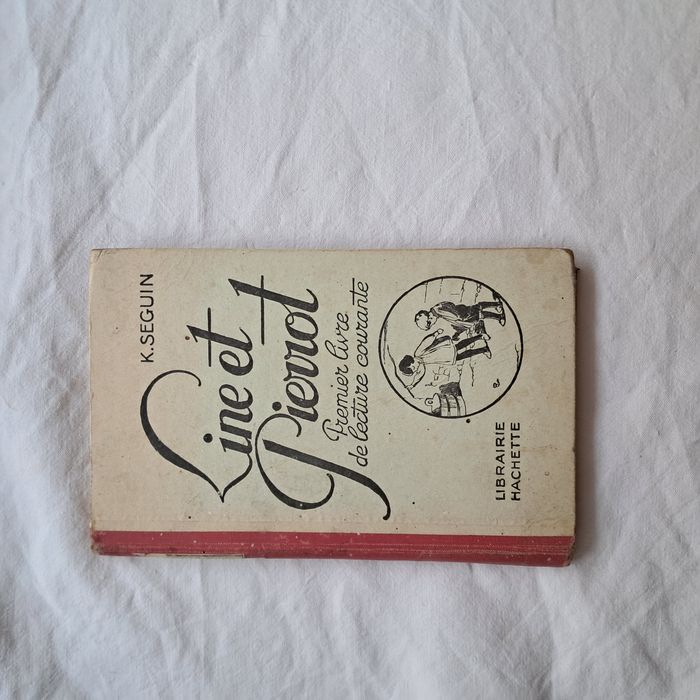 K. SEGUIN
Line et
Pierrot
Premier livre
de lecture courante
LIBRAIRIE
HACHETTE